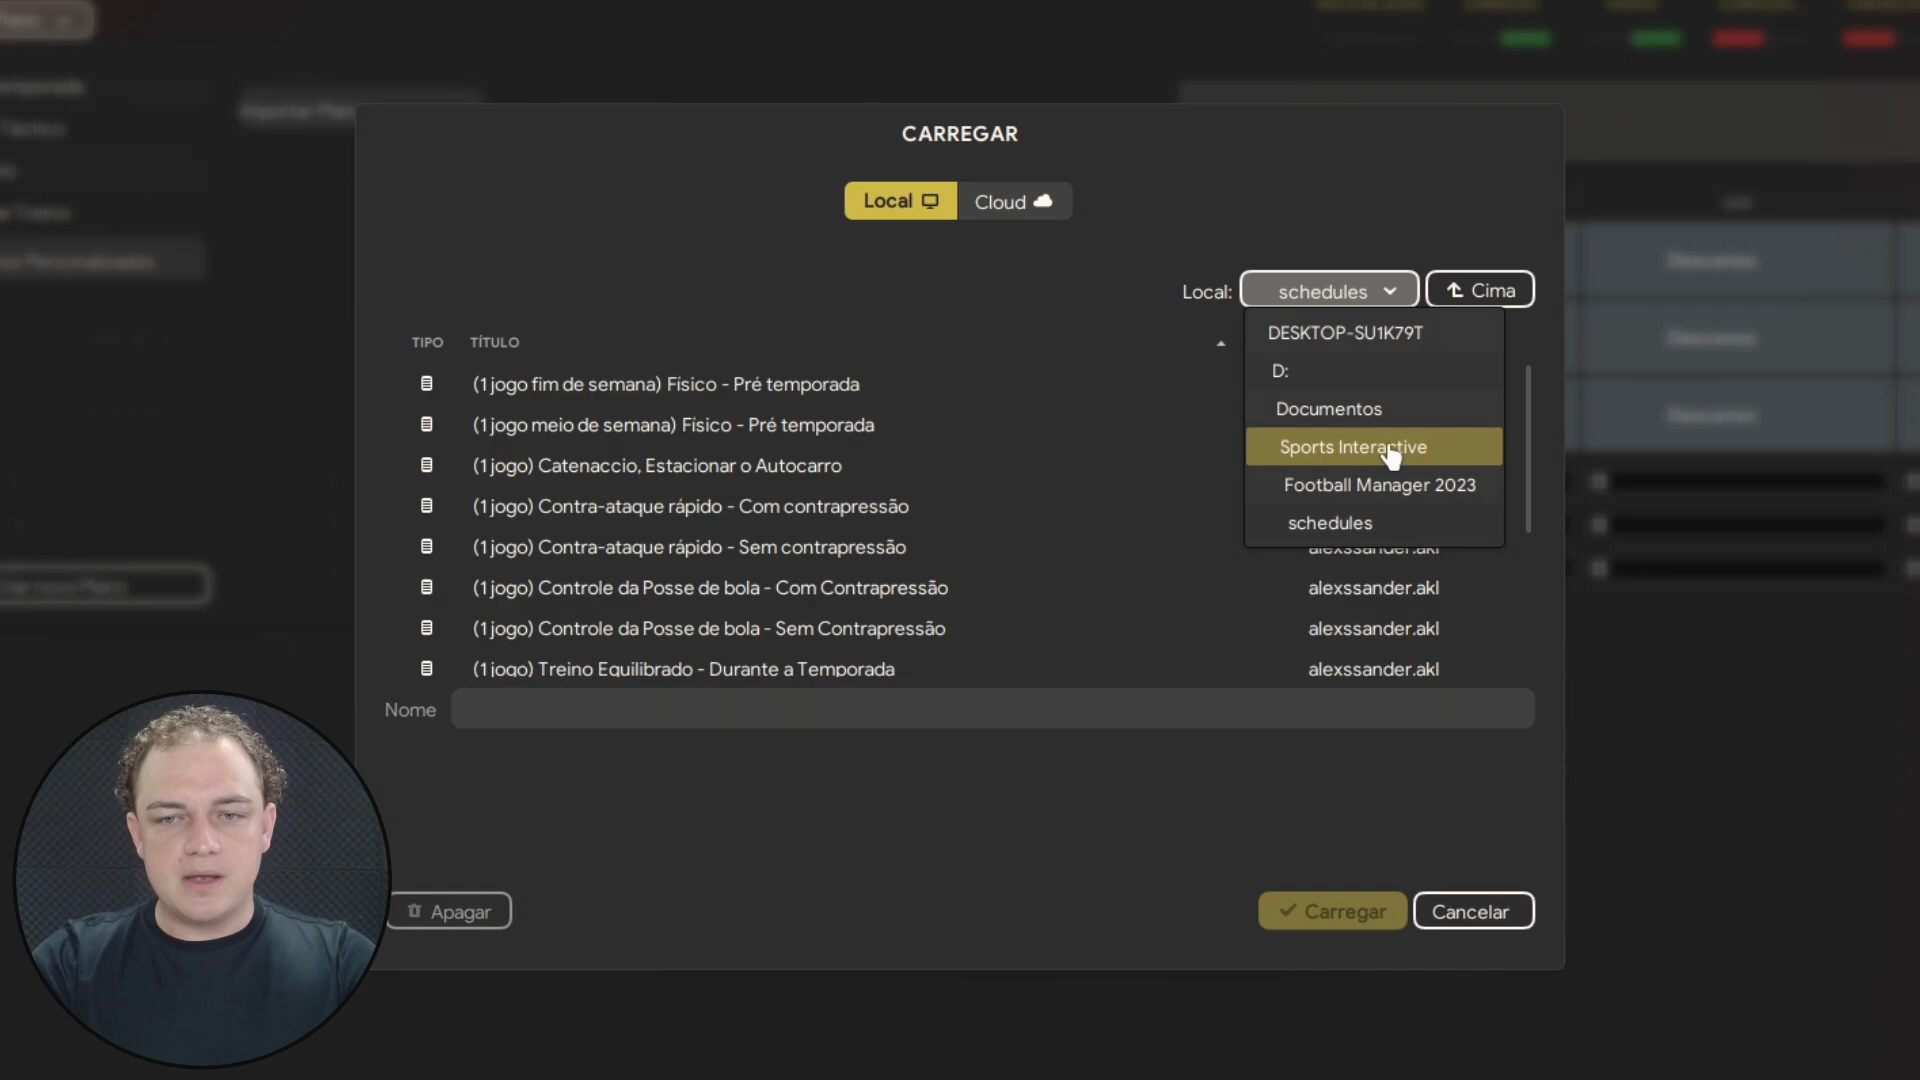 CARREGAR
Local
Cloud
Local:
schedules
Cima
DESKTOP-SU1K79T
D:
Documentos
Sports Interactive
Football Manager 2023
schedules
TIPO TÍTULO
(1 jogo fim de semana) Físico - Pré temporada
(1 jogo meio de semana) Físico - Pré temporada
(1 jogo) Catenaccio, Estacionar o Autocarro
(1 jogo) Contra-ataque rápido - Com contrapressão
(1 jogo) Contra-ataque rápido - Sem contrapressão alexssander.akl
(1 jogo) Controle da Posse de bola - Com Contrapressão alexssander.akl
(1 jogo) Controle da Posse de bola - Sem Contrapressão alexssander.akl
(1 jogo) Treino Equilibrado - Durante a Temporada alexssander.akl
Nome
Apagar
Carregar
Cancelar